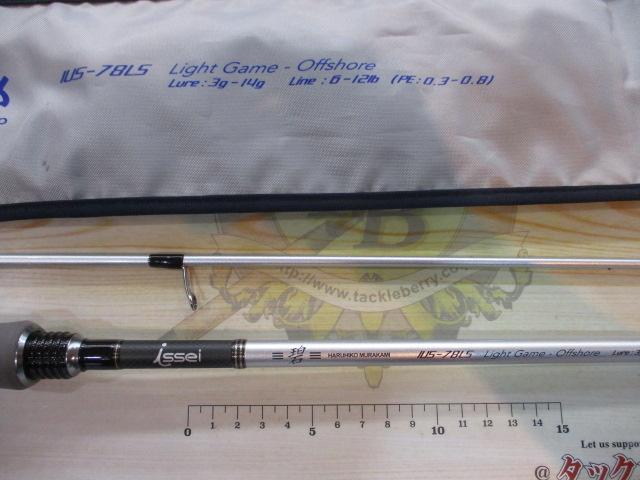 IUS-78LS Light Game - Offshore
Lure : 3g-14g Line : 6-12lb (PE:0.3-0.8)
http://www.tackleberry.co
issei 碧 HARUHIKO MURAKAMI IUS-78LS Light Game - Offshore Lure : 3
0 5 10 15
1 2 3 4 6 7 8 9 11 12 13 14
Let us suppo
@タック